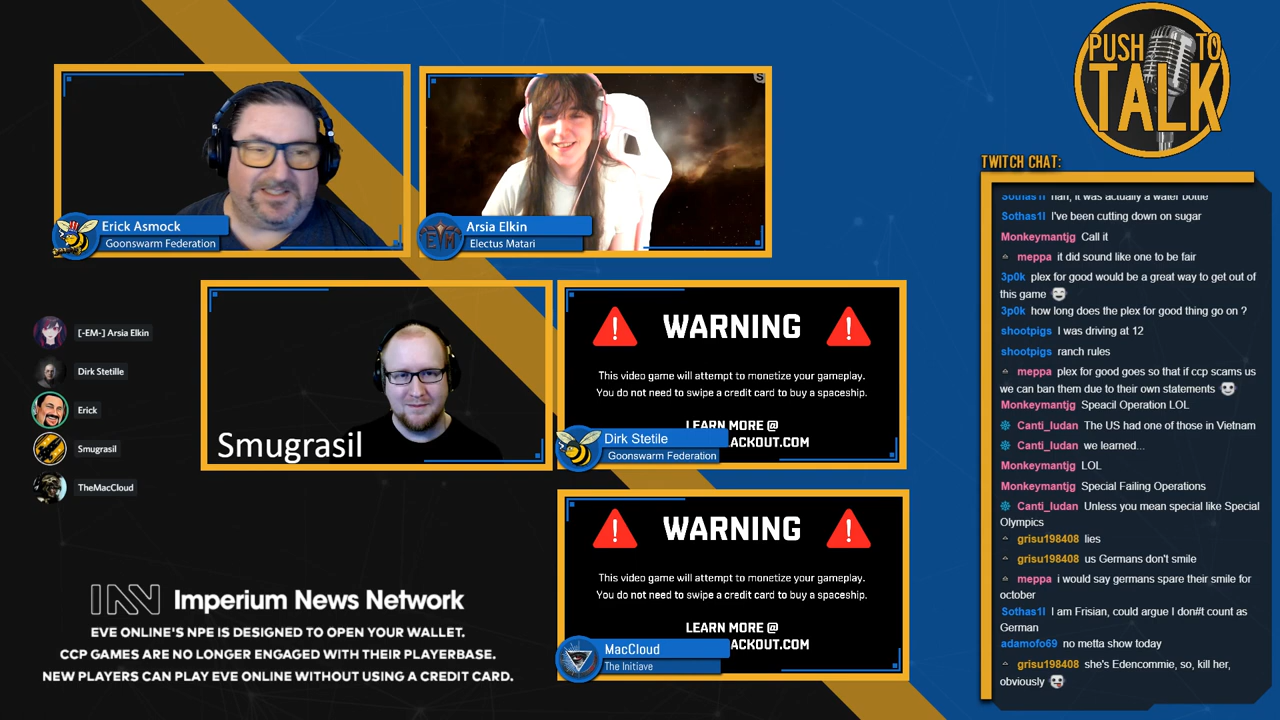 PUSH TO
TALK
S
Erick Asmock
Goonswarm Federation
EM
Arsia Elkin
Electus Matari
[-EM-] Arsia Elkin
Dirk Stetille
Erick
Smugrasil
TheMacCloud
Smugrasil
WARNING
This video game will attempt to monetize your gameplay.
You do not need to swipe a credit card to buy a spaceship.
LEARN MORE @
ACKOUT.COM
Dirk Stetile
Goonswarm Federation
WARNING
This video game will attempt to monetize your gameplay.
You do not need to swipe a credit card to buy a spaceship.
LEARN MORE @
ACKOUT.COM
MacCloud
The Initiave
INN Imperium News Network
EVE ONLINE'S NPE IS DESIGNED TO OPEN YOUR WALLET.
CCP GAMES ARE NO LONGER ENGAGED WITH THEIR PLAYERBASE.
NEW PLAYERS CAN PLAY EVE ONLINE WITHOUT USING A CREDIT CARD.
TWITCH CHAT:
Sothas1l nah, it was actually a water bottle
Sothas1l I've been cutting down on sugar
Monkeymantjg Call it
meppa it did sound like one to be fair
3p0k plex for good would be a great way to get out of
this game
3p0k how long does the plex for good thing go on ?
shootpigs I was driving at 12
shootpigs ranch rules
meppa plex for good goes so that if ccp scams us
we can ban them due to their own statements
Monkeymantjg Speacil Operation LOL
Canti_ludan The US had one of those in Vietnam
Canti_ludan we learned...
Monkeymantjg LOL
Monkeymantjg Special Failing Operations
Canti_ludan Unless you mean special like Special
Olympics
grisu198408 lies
grisu198408 us Germans don't smile
meppa i would say germans spare their smile for
october
Sothas1l I am Frisian, could argue I don#t count as
German
adamofo69 no metta show today
grisu198408 she's Edencommie, so, kill her,
obviously